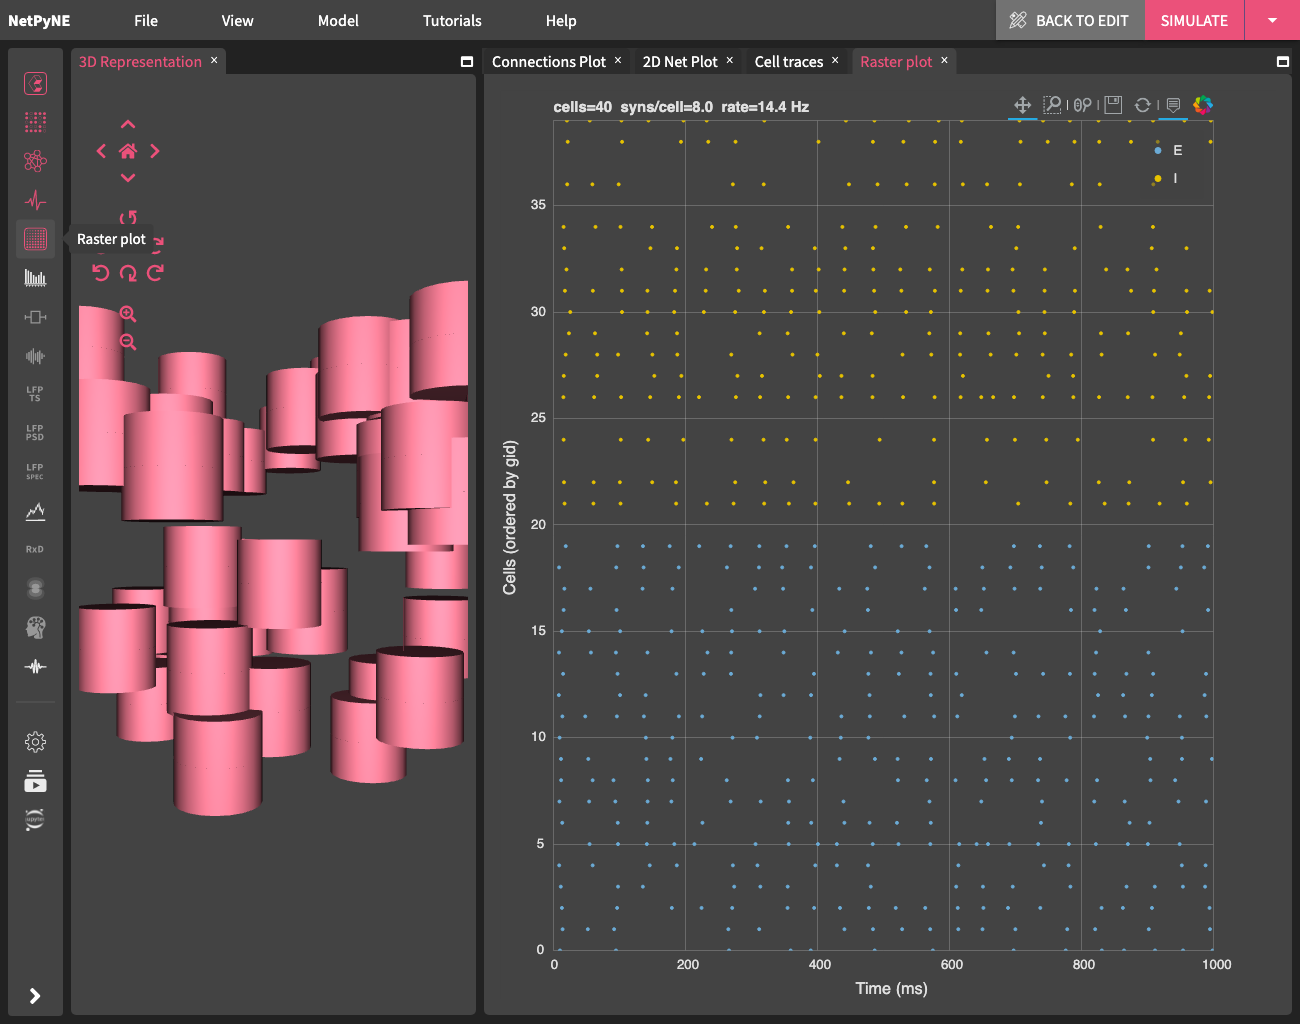 NetPyNE File View Model Tutorials Help BACK TO EDIT SIMULATE
3D Representation × Connections Plot × 2D Net Plot × Cell traces × Raster plot ×
cells=40 syns/cell=8.0 rate=14.4 Hz
E
I
Raster plot
LFP
TS
LFP
PSD
LFP
SPEC
RxD
jupyter
Cells (ordered by gid)
35
30
25
20
15
10
5
0
0 200 400 600 800 1000
Time (ms)